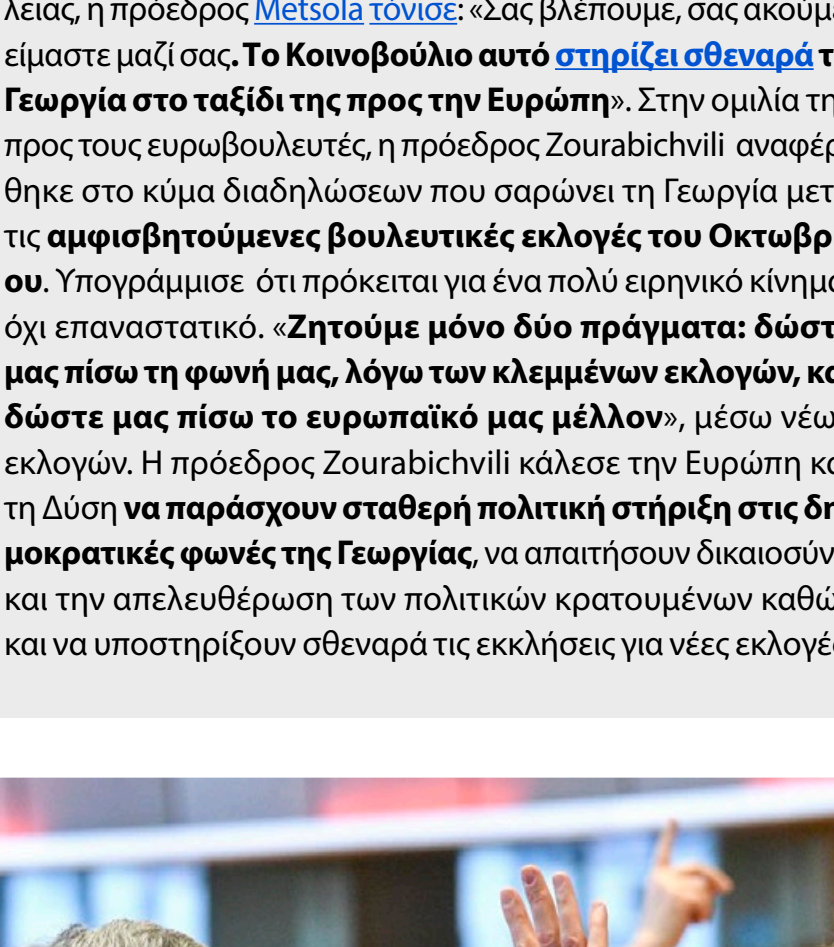 λειας, η πρόεδρος Metsola τόνισε: «Σας βλέπουμε, σας ακούμε
είμαστε μαζί σας. Το Κοινοβούλιο αυτό στηρίζει σθεναρά τ
Γεωργία στο ταξίδι της προς την Ευρώπη». Στην ομιλία τη
προς τους ευρωβουλευτές, η πρόεδρος Zourabichvili αναφέρ
θηκε στο κύμα διαδηλώσεων που σαρώνει τη Γεωργία μετ
τις αμφισβητούμενες βουλευτικές εκλογές του Οκτωβρ
ου. Υπογράμμισε ότι πρόκειται για ένα πολύ ειρηνικό κίνημα
όχι επαναστατικό. «Ζητούμε μόνο δύο πράγματα: δώστ
μας πίσω τη φωνή μας, λόγω των κλεμμένων εκλογών, κα
δώστε μας πίσω το ευρωπαϊκό μας μέλλον», μέσω νέω
εκλογών. Η πρόεδρος Zourabichvili κάλεσε την Ευρώπη κα
τη Δύση να παράσχουν σταθερή πολιτική στήριξη στις δη
μοκρατικές φωνές της Γεωργίας, να απαιτήσουν δικαιοσύν
και την απελευθέρωση των πολιτικών κρατουμένων καθώ
και να υποστηρίξουν σθεναρά τις εκκλήσεις για νέες εκλογές